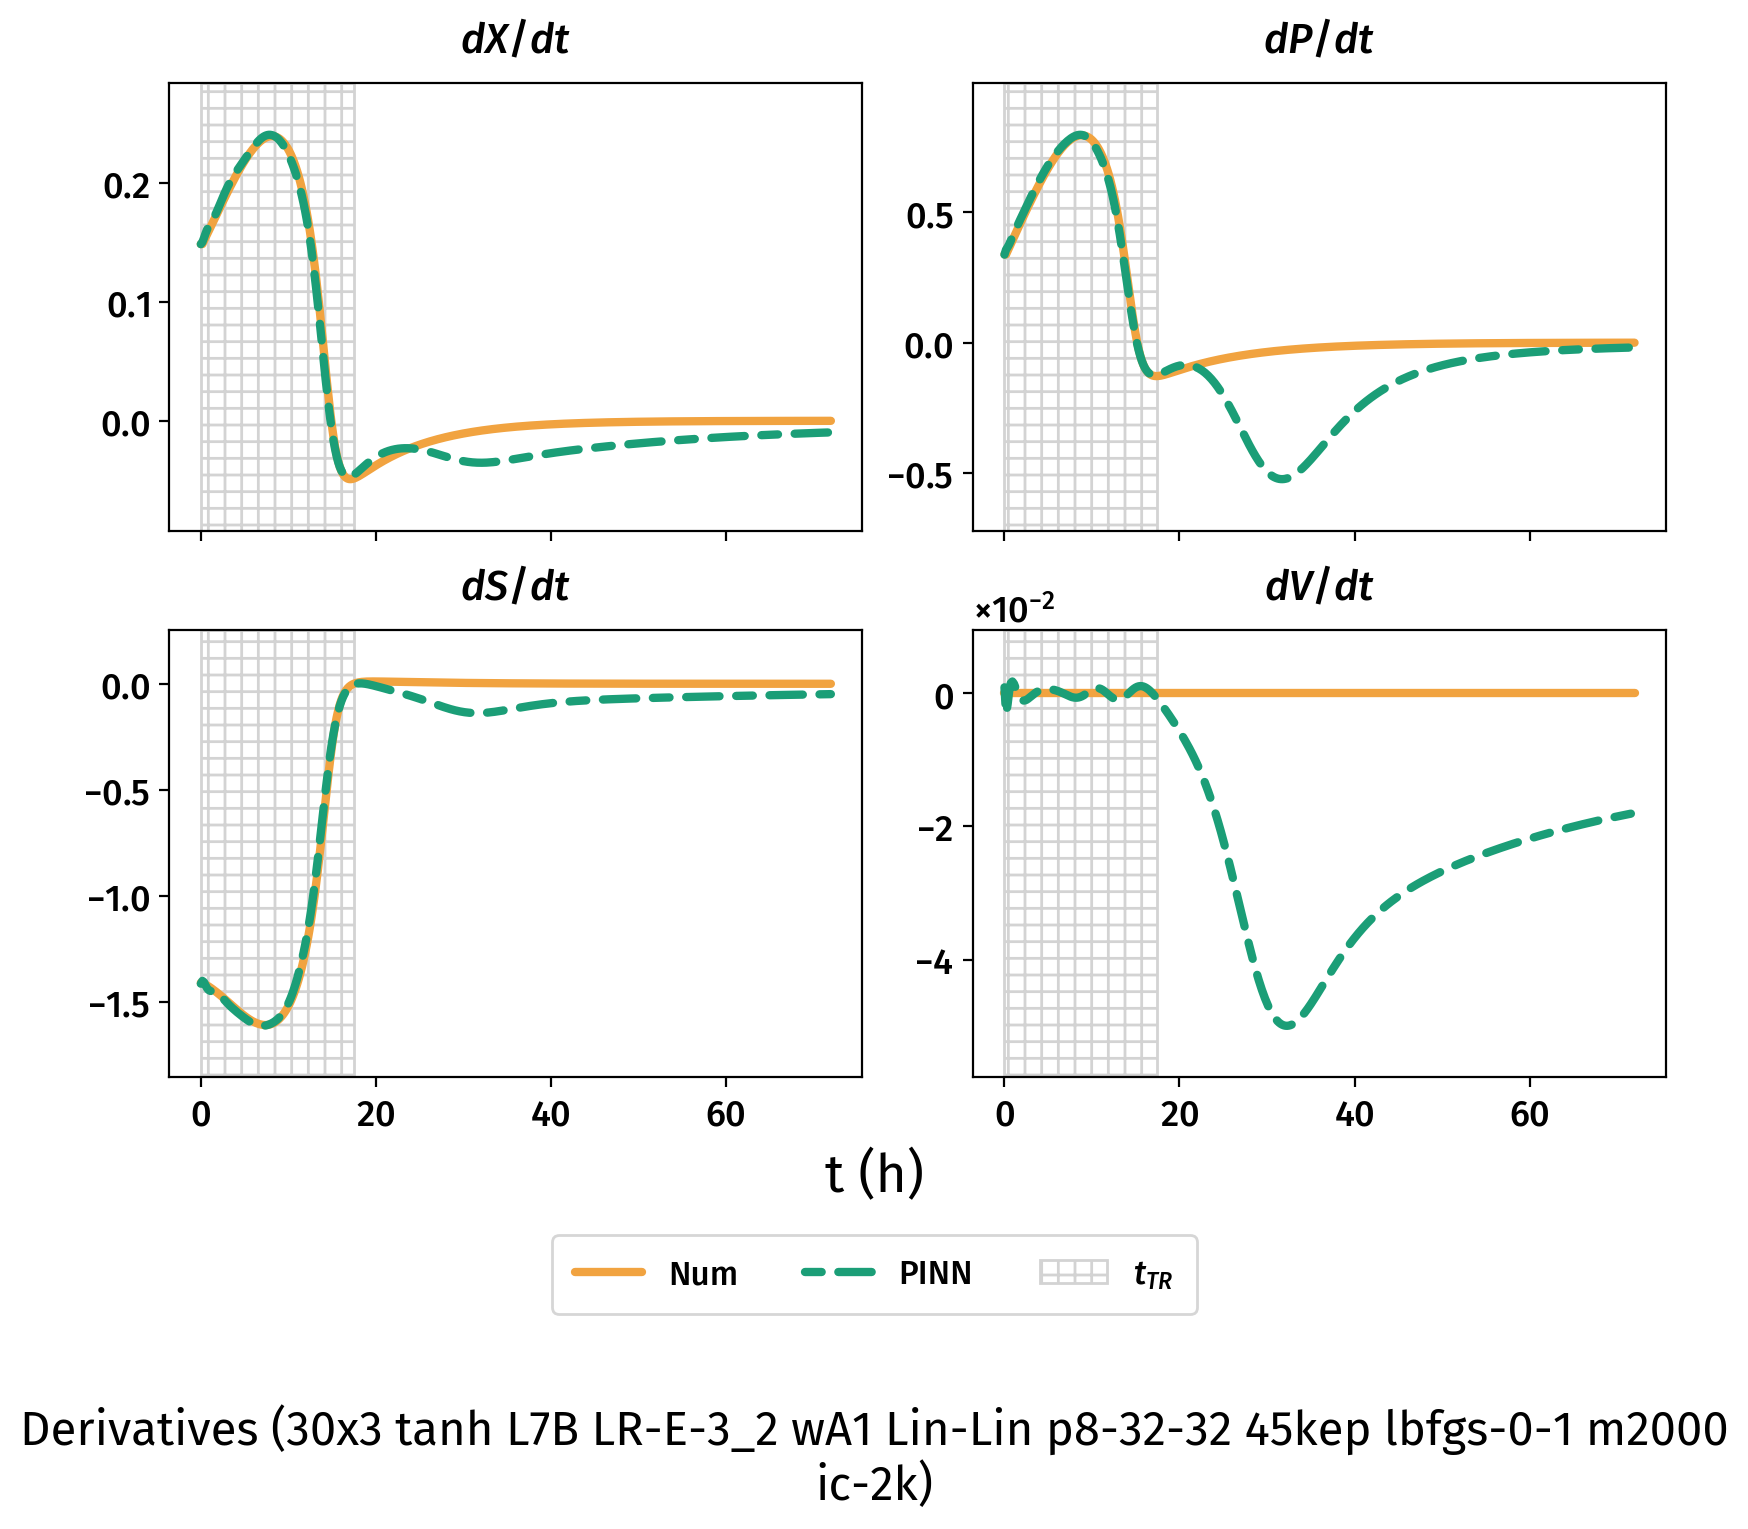 dX/dt
dP/dt
0.2
0.1
0.0
0.5
0.0
−0.5
dS/dt
dV/dt
×10⁻²
0.0
−0.5
−1.0
−1.5
0
−2
−4
0 20 40 60
0 20 40 60
t (h)
Num PINN t_TR
Derivatives (30x3 tanh L7B LR-E-3_2 wA1 Lin-Lin p8-32-32 45kep lbfgs-0-1 m2000
ic-2k)